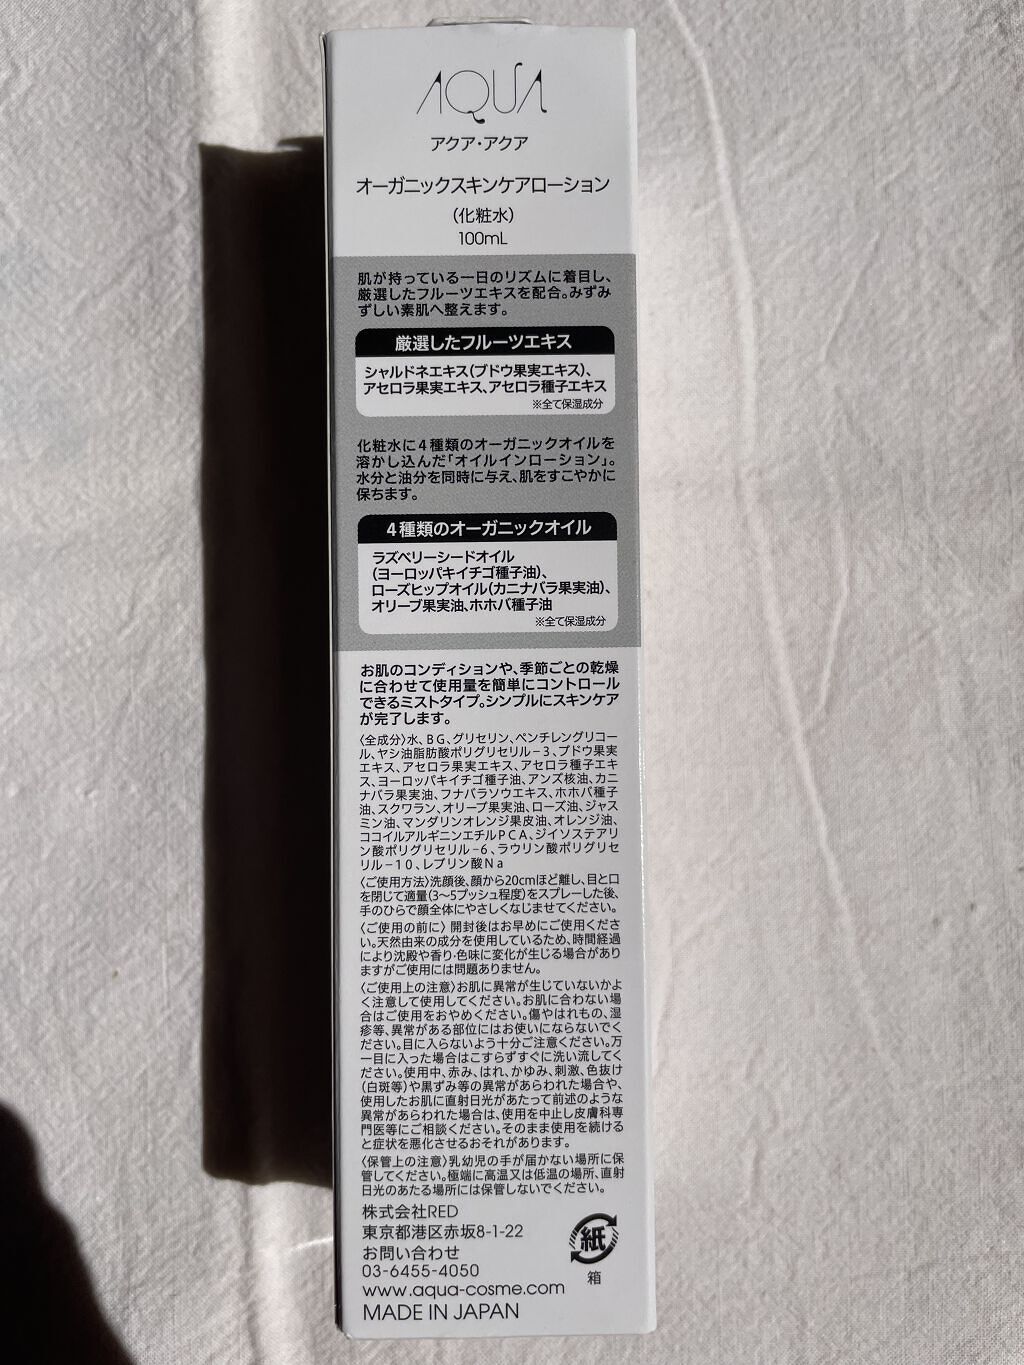 AQUA
アクア・アクア
オーガニックスキンケアローション
(化粧水)
100mL
肌が持っている一日のリズムに着目し、
厳選したフルーツエキスを配合。みずみ
ずしい素肌へ整えます。
厳選したフルーツエキス
シャルドネエキス(ブドウ果実エキス)、
アセロラ果実エキス、アセロラ種子エキス
※全て保湿成分
化粧水に4種類のオーガニックオイルを
溶かし込んだ「オイルインローション」。
水分と油分を同時に与え、肌をすこやかに
保ちます。
4種類のオーガニックオイル
ラズベリーシードオイル
(ヨーロッパキイチゴ種子油)、
ローズヒップオイル(カニナバラ果実油)、
オリーブ果実油、ホホバ種子油
※全て保湿成分
お肌のコンディションや、季節ごとの乾燥
に合わせて使用量を簡単にコントロール
できるミストタイプ。シンプルにスキンケア
が完了します。
〈全成分〉水、BG、グリセリン、ペンチレングリコー
ル、ヤシ油脂肪酸ポリグリセリル-3、ブドウ果実
エキス、アセロラ果実エキス、アセロラ種子エキ
ス、ヨーロッパキイチゴ種子油、アンズ核油、カニ
ナバラ果実油、フナバラソウエキス、ホホバ種子
油、スクワラン、オリーブ果実油、ローズ油、ジャス
ミン油、マンダリンオレンジ果皮油、オレンジ油、
ココイルアルギニンエチルPCA、ジイソステアリ
ン酸ポリグリセリル-6、ラウリン酸ポリグリセ
リル-10、レブリン酸Na
〈ご使用方法〉洗顔後、顔から20cmほど離し、目と口
を閉じて適量(3〜5プッシュ程度)をスプレーした後、
手のひらで顔全体にやさしくなじませてください。
〈ご使用の前に〉開封後はお早めにご使用くださ
い。天然由来の成分を使用しているため、時間経過
により沈殿や香り・色味に変化が生じる場合があり
ますがご使用には問題ありません。
〈ご使用上の注意〉お肌に異常が生じていないかよ
く注意して使用してください。お肌に合わない場
合はご使用をおやめください。傷やはれもの、湿
疹等、異常がある部位にはお使いにならないでく
ださい。目に入らないよう十分ご注意ください。万
一目に入った場合はこすらずすぐに洗い流してく
ださい。使用中、赤み、はれ、かゆみ、刺激、色抜け
(白斑等)や黒ずみ等の異常があらわれた場合や、
使用したお肌に直射日光があたって前述のような
異常があらわれた場合は、使用を中止し皮膚科専
門医等にご相談ください。そのまま使用を続ける
と症状を悪化させるおそれがあります。
〈保管上の注意〉乳幼児の手が届かない場所に保
管してください。極端に高温又は低温の場所、直射
日光のあたる場所には保管しないでください。
株式会社RED
東京都港区赤坂8-1-22
お問い合わせ
03-6455-4050
www.aqua-cosme.com
MADE IN JAPAN
紙
箱